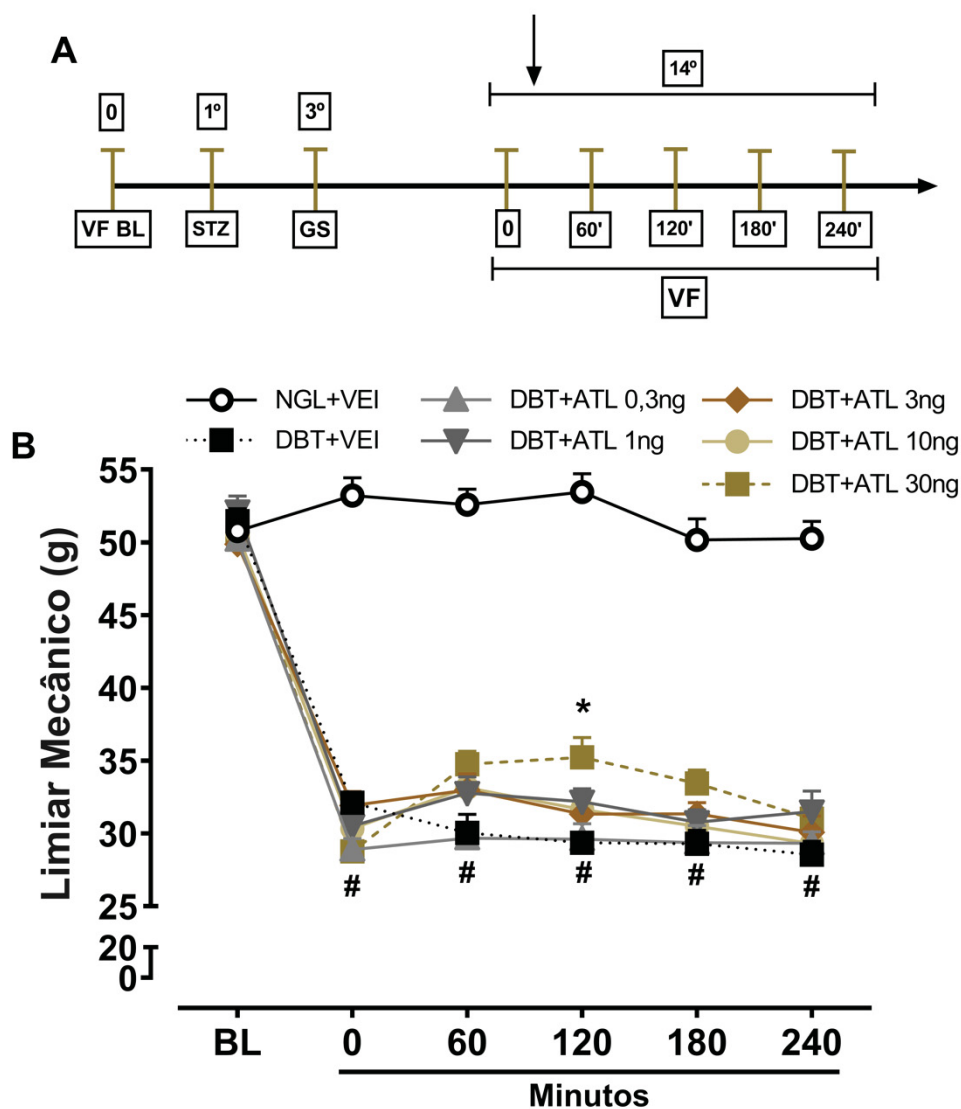 A
14º
0 1º 3º
VF BL STZ GS 0 60' 120' 180' 240'
VF
NGL+VEI DBT+ATL 0,3ng DBT+ATL 3ng
DBT+VEI DBT+ATL 1ng DBT+ATL 10ng
DBT+ATL 30ng
B
Limiar Mecânico (g)
55
50
45
40
35
30
25
20
0
*
# # # # #
BL 0 60 120 180 240
Minutos